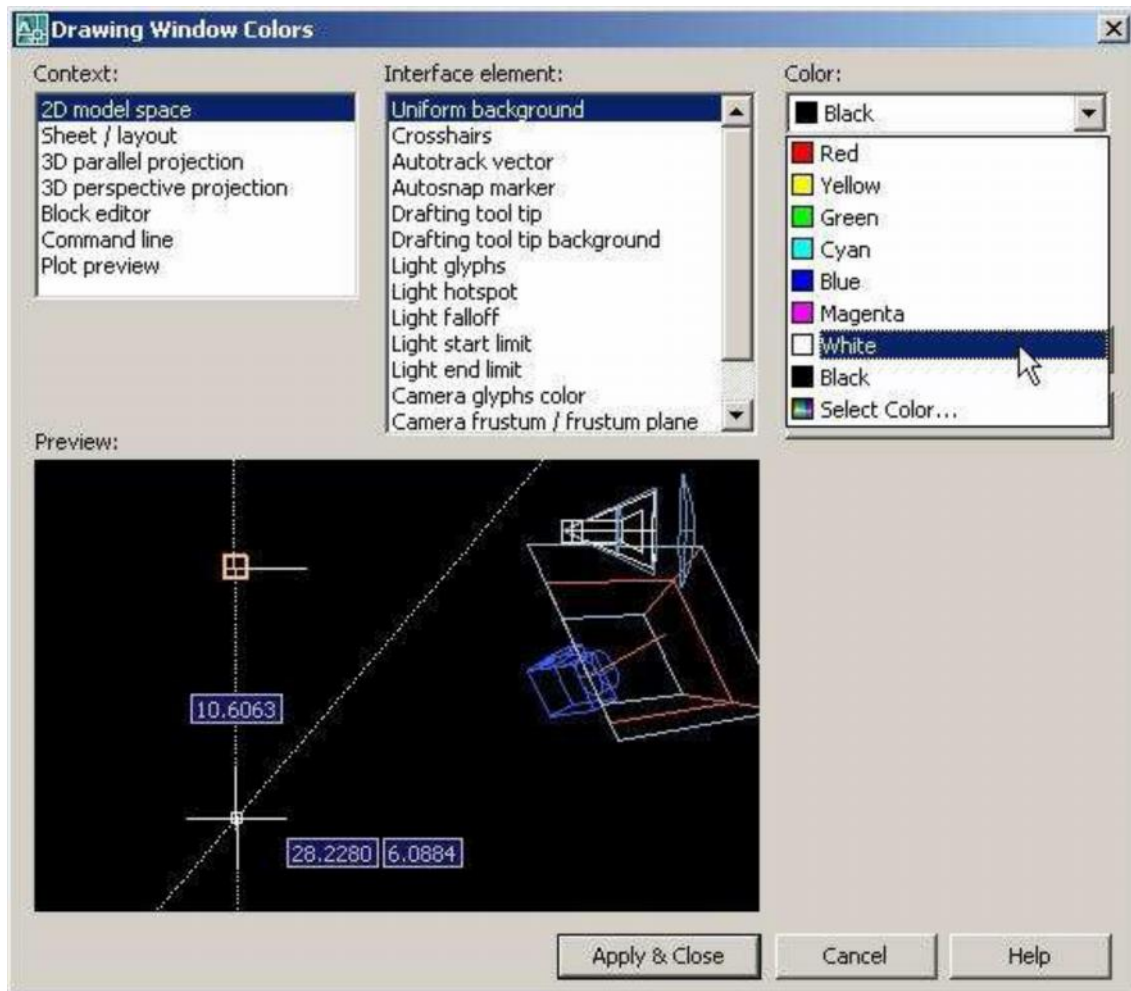 Drawing Window Colors
Context:
2D model space
Sheet / layout
3D parallel projection
3D perspective projection
Block editor
Command line
Plot preview
Interface element:
Uniform background
Crosshairs
Autotrack vector
Autosnap marker
Drafting tool tip
Drafting tool tip background
Light glyphs
Light hotspot
Light falloff
Light start limit
Light end limit
Camera glyphs color
Camera frustum / frustum plane
Color:
Black
Red
Yellow
Green
Cyan
Blue
Magenta
White
Black
Select Color...
Preview:
10.6063
28.2280 6.0884
Apply & Close
Cancel
Help